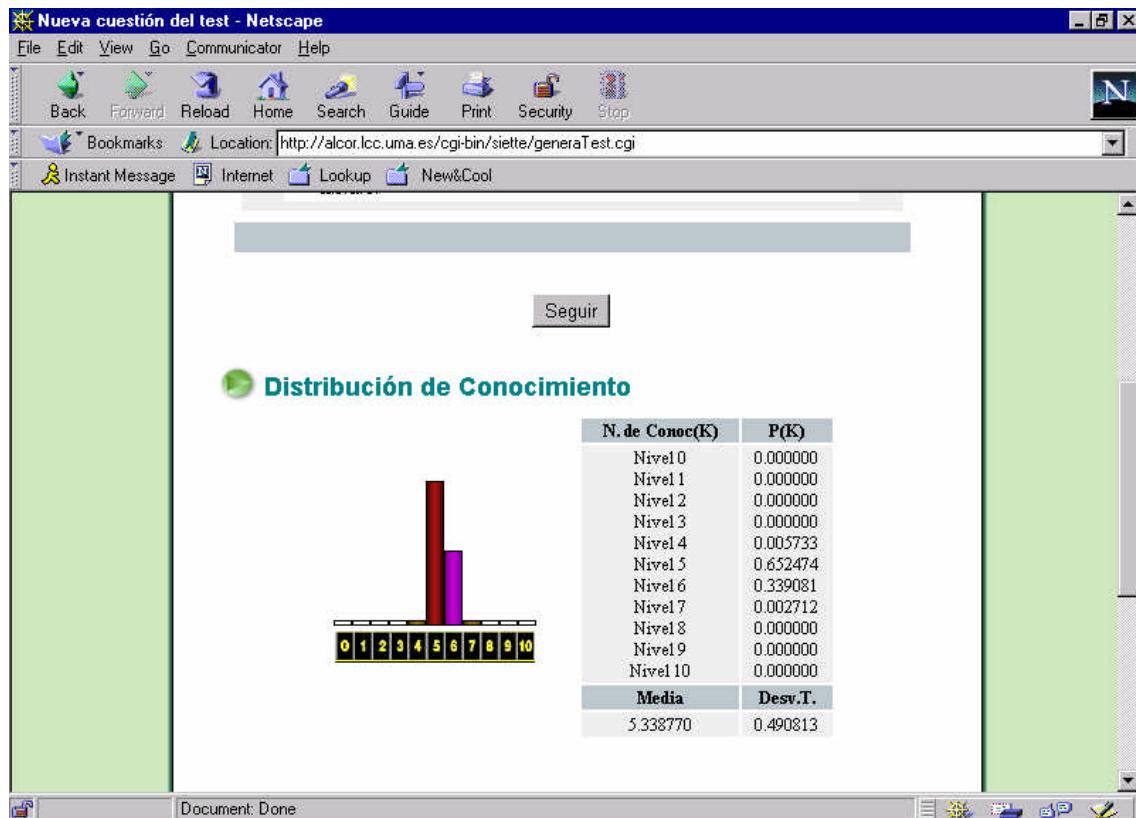 Nueva cuestión del test - Netscape
File Edit View Go Communicator Help
Back Forward Reload Home Search Guide Print Security Stop
N
Bookmarks Location: http://alcor.lcc.uma.es/cgi-bin/siette/generaTest.cgi
Instant Message Internet Lookup New&Cool
Seguir
Distribución de Conocimiento
N. de Conoc(K) P(K)
Nivel 0 0.000000
Nivel 1 0.000000
Nivel 2 0.000000
Nivel 3 0.000000
Nivel 4 0.005733
Nivel 5 0.652474
Nivel 6 0.339081
Nivel 7 0.002712
Nivel 8 0.000000
Nivel 9 0.000000
Nivel 10 0.000000
0 1 2 3 4 5 6 7 8 9 10
Media Desv.T.
5.338770 0.490813
Document: Done